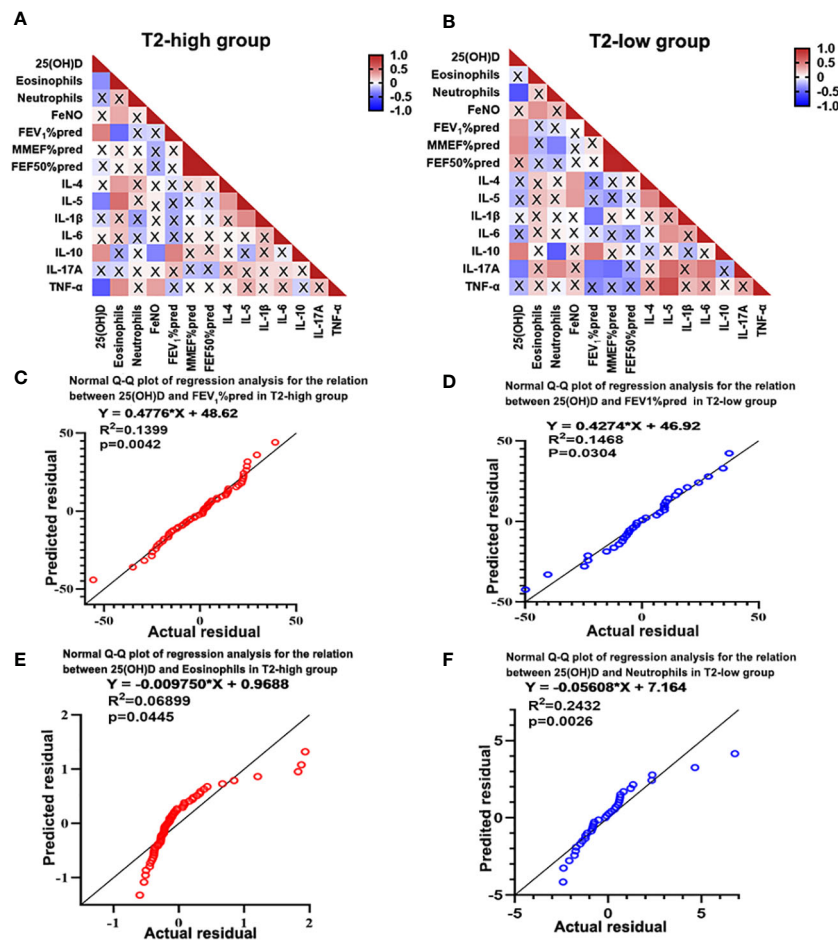 A
T2-high group
25(OH)D
Eosinophils
Neutrophils
FeNO
FEV1%pred
MMEF%pred
FEF50%pred
IL-4
IL-5
IL-1β
IL-6
IL-10
IL-17A
TNF-α
1.0
0.5
0
-0.5
-1.0
25(OH)D
Eosinophils
Neutrophils
FeNO
FEV1%pred
MMEF%pred
FEF50%pred
IL-4
IL-5
IL-1β
IL-6
IL-10
IL-17A
TNF-α
B
T2-low group
25(OH)D
Eosinophils
Neutrophils
FeNO
FEV1%pred
MMEF%pred
FEF50%pred
IL-4
IL-5
IL-1β
IL-6
IL-10
IL-17A
TNF-α
1.0
0.5
0
-0.5
-1.0
25(OH)D
Eosinophils
Neutrophils
FeNO
FEV1%pred
MMEF%pred
FEF50%pred
IL-4
IL-5
IL-1β
IL-6
IL-10
IL-17A
TNF-α
C
Normal Q-Q plot of regression analysis for the relation
between 25(OH)D and FEV1%pred in T2-high group
Y = 0.4776*X + 48.62
R2=0.1399
p=0.0042
50
0
-50
Predicted residual
-50 0 50
Actual residual
D
Normal Q-Q plot of regression analysis for the relation
between 25(OH)D and FEV1%pred in T2-low group
Y = 0.4274*X + 46.92
R2=0.1468
P=0.0304
50
0
-50
Predicted residual
-50 0 50
Actual residual
E
Normal Q-Q plot of regression analysis for the relation
between 25(OH)D and Eosinophils in T2-high group
Y = -0.009750*X + 0.9688
R2=0.06899
p=0.0445
2
1
0
-1
Predicted residual
-1 0 1 2
Actual residual
F
Normal Q-Q plot of regression analysis for the relation
between 25(OH)D and Neutrophils in T2-low group
Y = -0.05608*X + 7.164
R2=0.2432
p=0.0026
5
0
-5
Predited residual
-5 0 5
Actual residual